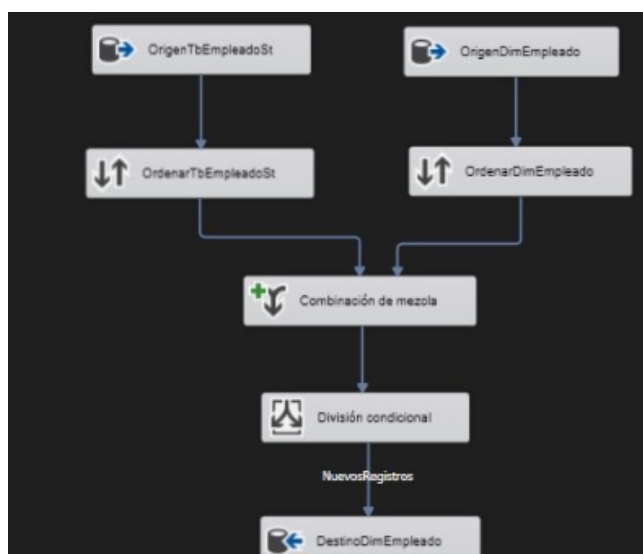 OrigenTbEmpleadoSt
OrigenDimEmpleado
OrdenarTbEmpleadoSt
OrdenarDimEmpleado
Combinación de mezcla
División condicional
NuevosRegistros
DestinoDimEmpleado